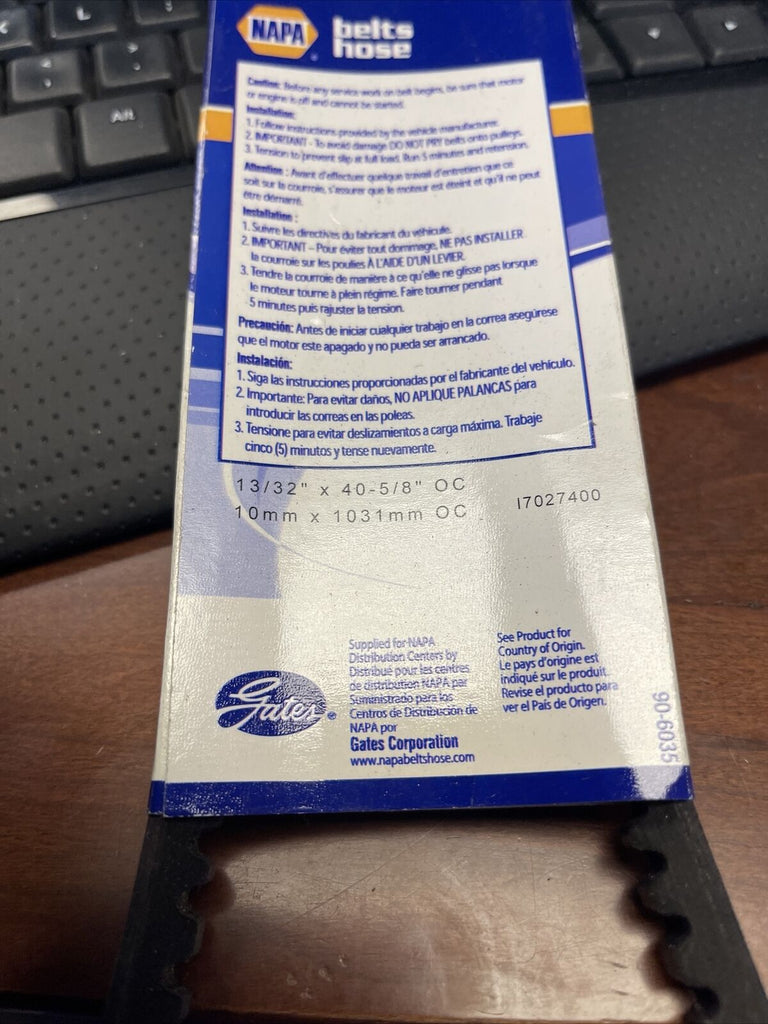 Alt
NAPA
belts
hose
Caution: Before any service work on belt begins, be sure that motor
or engine is off and cannot be started.
Installation:
1. Follow instructions provided by the vehicle manufacturer.
2. IMPORTANT - To avoid damage DO NOT PRY belts onto pulleys.
3. Tension to prevent slip at full load. Run 5 minutes and retension.
Attention : Avant d'effectuer quelque travail d'entretien que ce
soit sur la courroie, s'assurer que le moteur est éteint et qu'il ne peut
être démarré.
Installation :
1. Suivre les directives du fabricant du véhicule.
2. IMPORTANT – Pour éviter tout dommage, NE PAS INSTALLER
la courroie sur les poulies À L'AIDE D'UN LEVIER.
3. Tendre la courroie de manière à ce qu'elle ne glisse pas lorsque
le moteur tourne à plein régime. Faire tourner pendant
5 minutes puis rajuster la tension.
Precaución: Antes de iniciar cualquier trabajo en la correa asegúrese
que el motor este apagado y no pueda ser arrancado.
Instalación:
1. Siga las instrucciones proporcionadas por el fabricante del vehículo.
2. Importante: Para evitar daños, NO APLIQUE PALANCAS para
introducir las correas en las poleas.
3. Tensione para evitar deslizamientos a carga máxima. Trabaje
cinco (5) minutos y tense nuevamente.
13/32" x 40-5/8" OC
10mm x 1031mm OC
I7027400
Gates®
Supplied for NAPA
Distribution Centers by
Distribué pour les centres
de distribution NAPA par
Suministrado para los
Centros de Distribución de
NAPA por
Gates Corporation
www.napabeltshose.com
See Product for
Country of Origin.
Le pays d'origine est
indiqué sur le produit.
Revise el producto para
ver el País de Origen.
90-6035